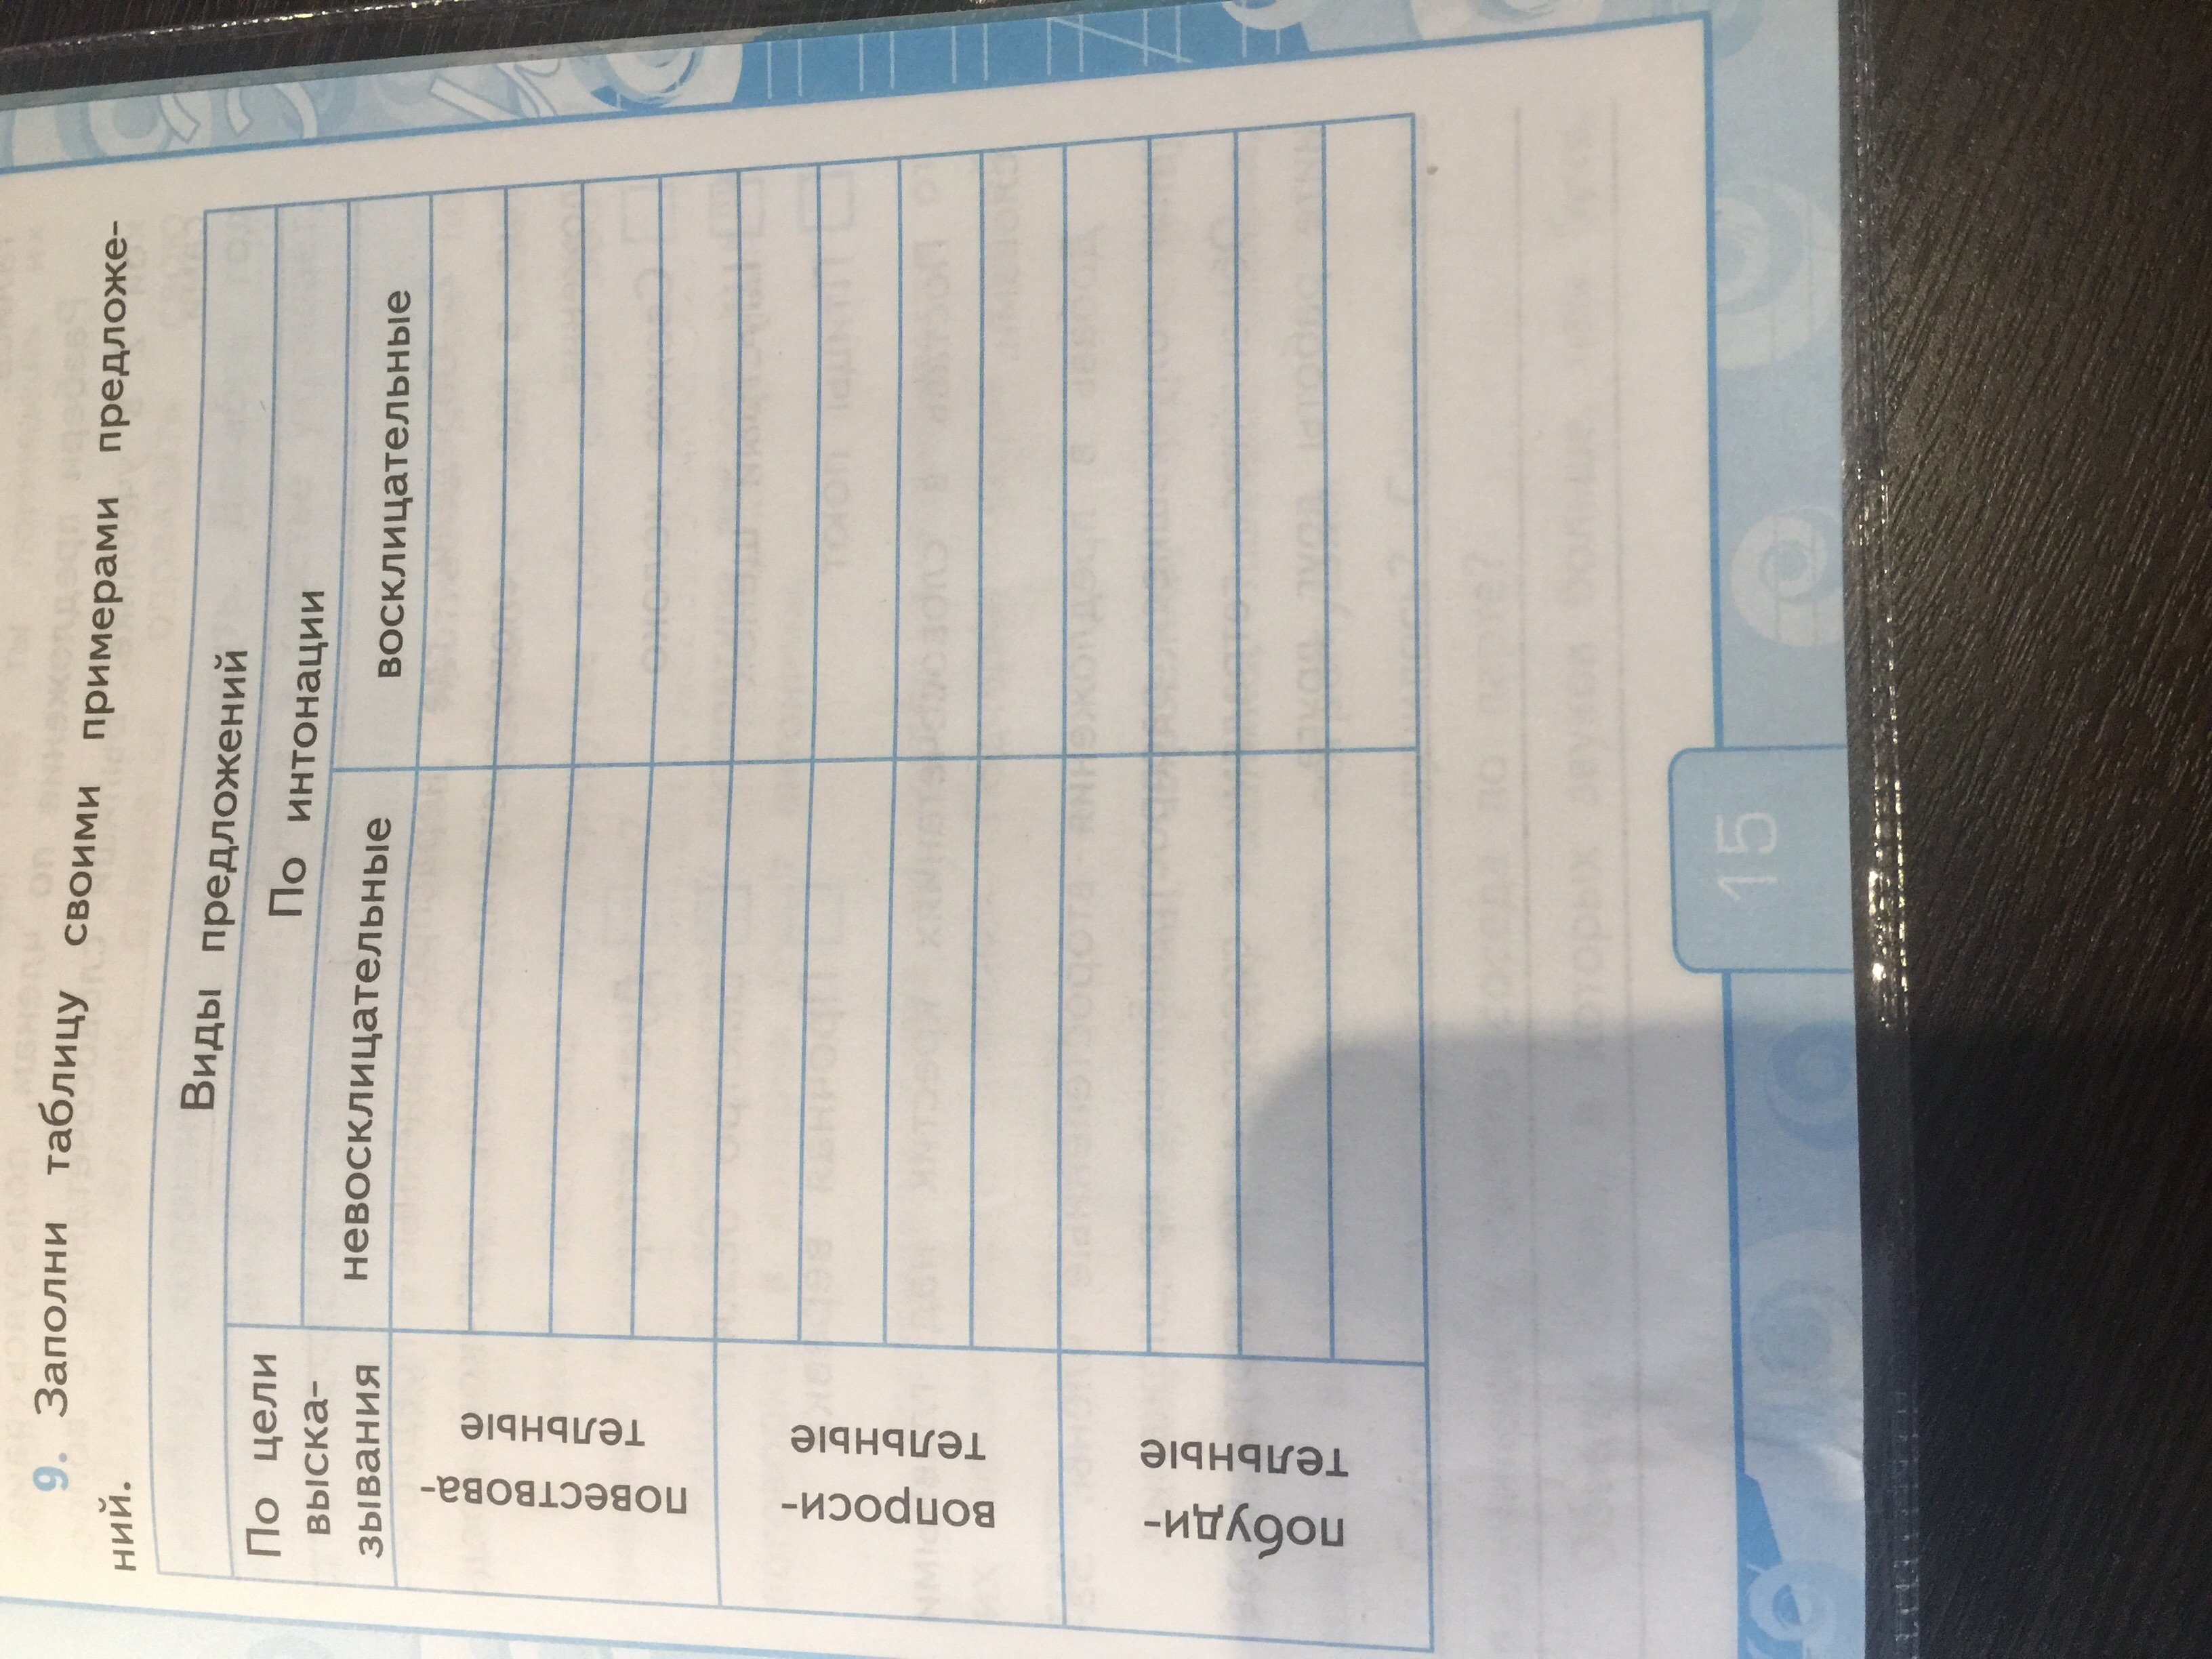 9. Заполни таблицу своими примерами предложе-
ний.
Виды предложений
По цели
выска-
зывания
По интонации
невосклицательные
восклицательные
повествова-
тельные
вопроси-
тельные
побуди-
тельные
15